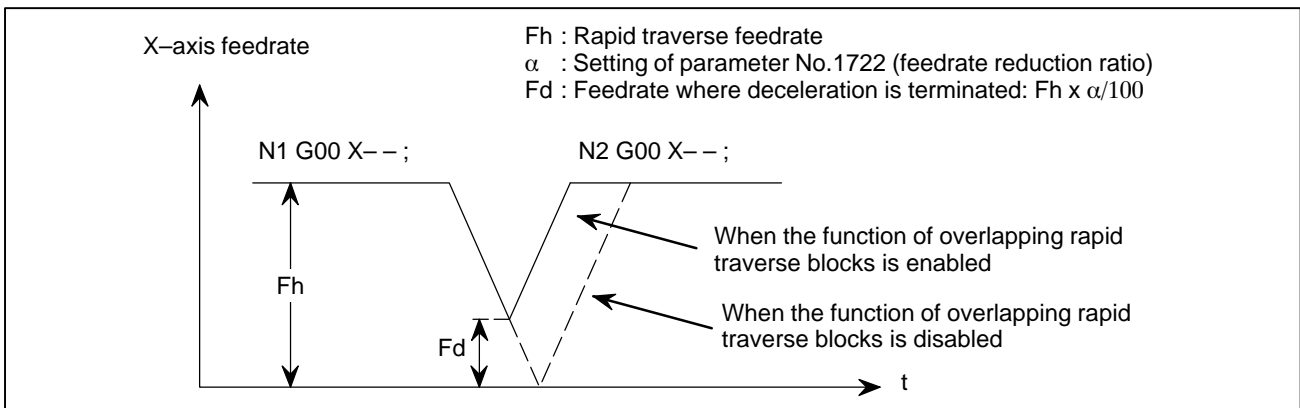 X–axis feedrate
Fh : Rapid traverse feedrate
α : Setting of parameter No.1722 (feedrate reduction ratio)
Fd : Feedrate where deceleration is terminated: Fh x α/100
N1 G00 X– – ;
N2 G00 X– – ;
When the function of overlapping rapid
traverse blocks is enabled
Fh
When the function of overlapping rapid
traverse blocks is disabled
Fd
t